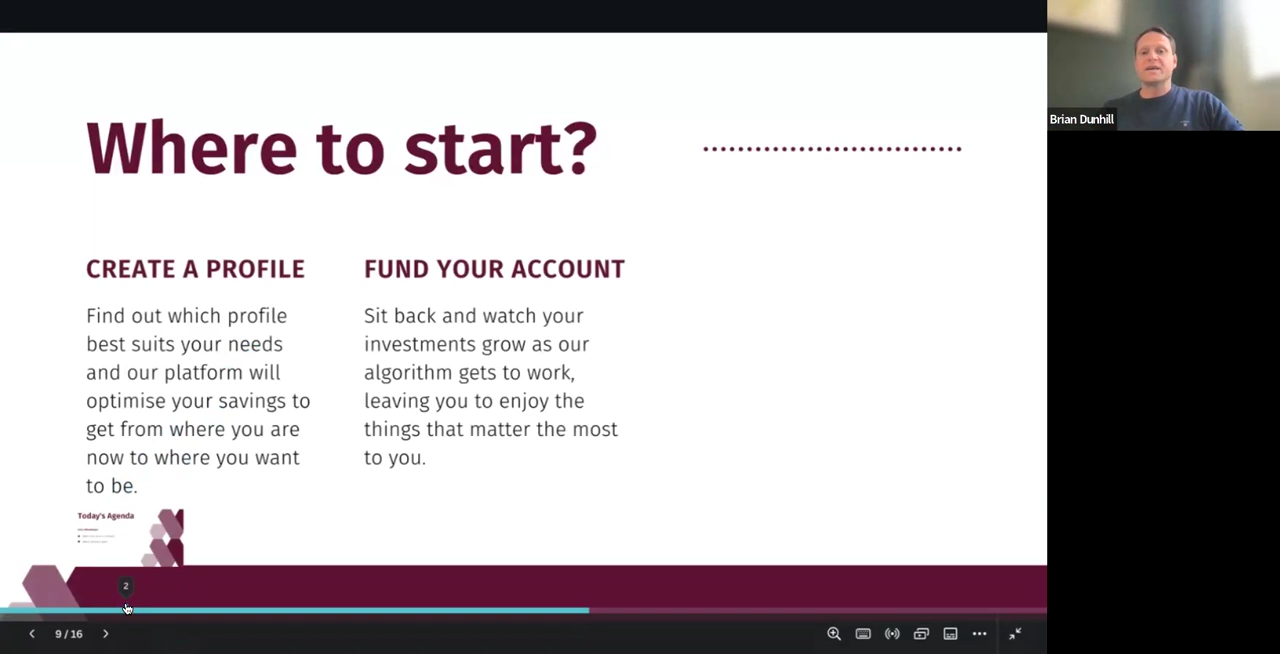 Where to start?
CREATE A PROFILE
Find out which profile
best suits your needs
and our platform will
optimise your savings to
get from where you are
now to where you want
to be.
FUND YOUR ACCOUNT
Sit back and watch your
investments grow as our
algorithm gets to work,
leaving you to enjoy the
things that matter the most
to you.
Today's Agenda
2
9 / 16
Brian Dunhill